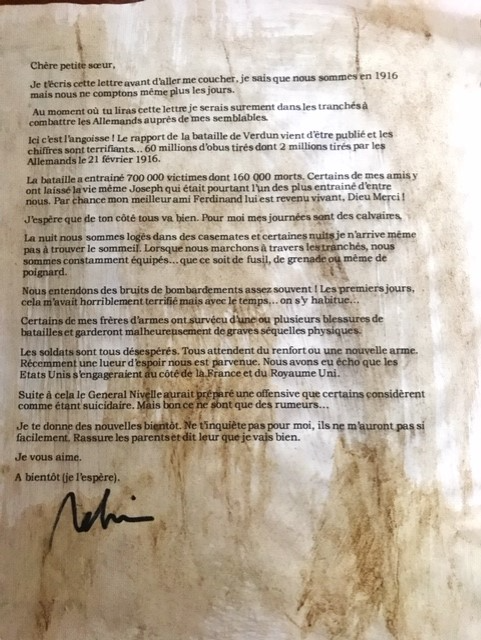 Chère petite sœur,
Je t'écris cette lettre avant d'aller me coucher, je sais que nous sommes en 1916
mais nous ne comptons même plus les jours.
Au moment où tu liras cette lettre je serais surement dans les tranchés à
combattre les Allemands auprés de mes semblables.
Ici c'est l'angoisse ! Le rapport de la bataille de Verdun vient d'être publié et les
chiffres sont terrifiants... 60 millions d'obus tirés dont 2 millions tirés par les
Allemands le 21 février 1916.
La bataille a entrainé 700 000 victimes dont 160 000 morts. Certains de mes amis y
ont laissé la vie même Joseph qui était pourtant l'un des plus entrainé d'entre
nous. Par chance mon meilleur ami Ferdinand lui est revenu vivant, Dieu Merci !
J'espère que de ton côté tous va bien. Pour moi mes journées sont des calvaires.
La nuit nous sommes logés dans des casemates et certaines nuits je n'arrive même
pas à trouver le sommeil. Lorsque nous marchons à travers les tranchés, nous
sommes constamment équipés... que ce soit de fusil, de grenade ou même de
poignard.
Nous entendons des bruits de bombardements assez souvent ! Les premiers jours,
cela m'avait horriblement terrifié mais avec le temps... on s'y habitue...
Certains de mes frères d'armes ont survécu d'une ou plusieurs blessures de
batailles et garderont malheureusement de graves séquelles physiques.
Les soldats sont tous désespérés. Tous attendent du renfort ou une nouvelle arme.
Récemment une lueur d'espoir nous est parvenue. Nous avons eu écho que les
Etats Unis s'engageraient au côté de la France et du Royaume Uni.
Suite à cela le General Nivelle aurait préparé une offensive que certains considèrent
comme étant suicidaire. Mais bon ce ne sont que des rumeurs...
Je te donne des nouvelles bientôt. Ne t'inquiète pas pour moi, ils ne m'auront pas si
facilement. Rassure les parents et dit leur que je vais bien.
Je vous aime.
A bientôt (je l'espère).